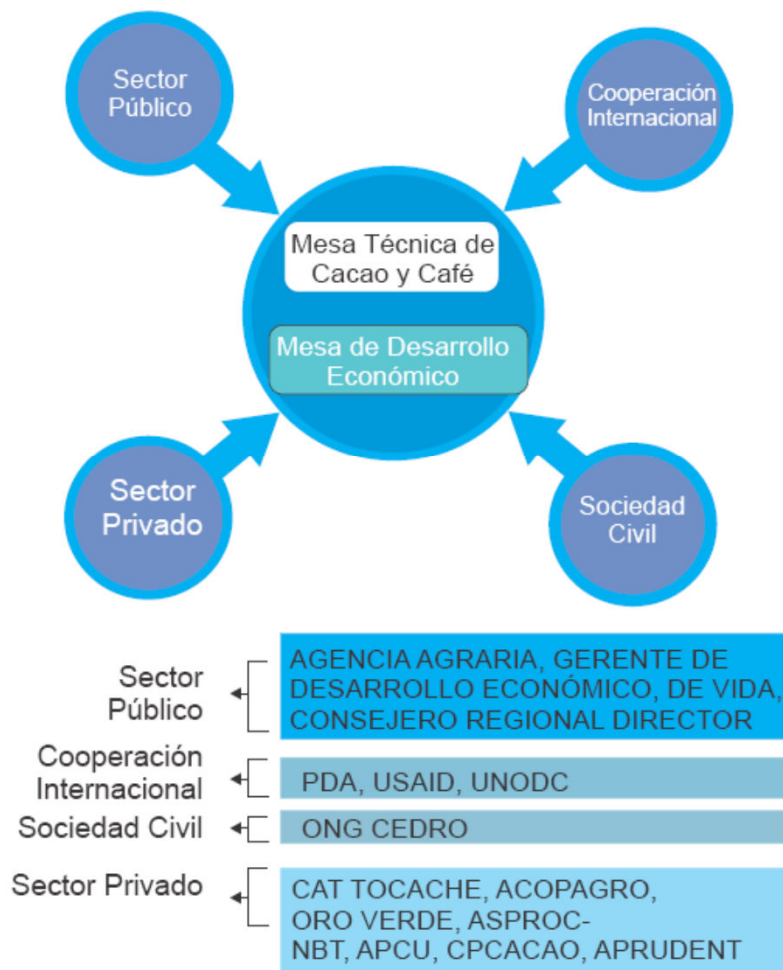 Sector
Público
Cooperación
Internacional
Mesa Técnica de
Cacao y Café
Mesa de Desarrollo
Económico
Sector
Privado
Sociedad
Civil
Sector
Público
AGENCIA AGRARIA, GERENTE DE
DESARROLLO ECONÓMICO, DE VIDA,
CONSEJERO REGIONAL DIRECTOR
Cooperación
Internacional
PDA, USAID, UNODC
Sociedad Civil
ONG CEDRO
Sector Privado
CAT TOCACHE, ACOPAGRO,
ORO VERDE, ASPROC-
NBT, APCU, CPCACAO, APRUDENT